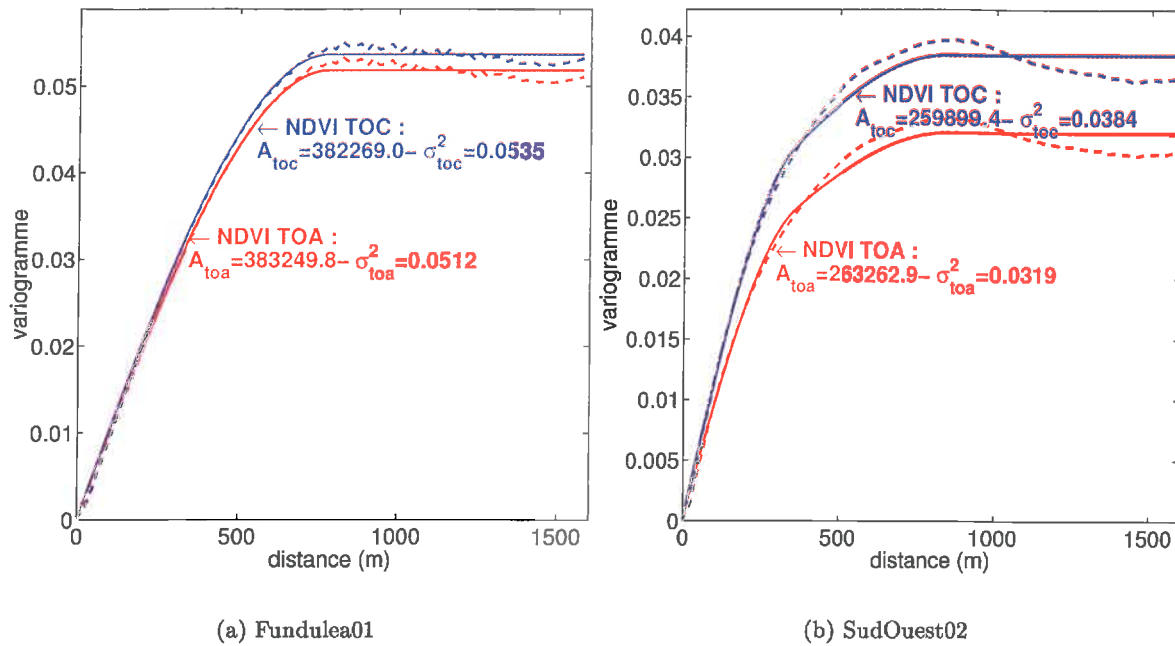 0.05
0.04
0.03
0.02
0.01
0
variogramme
← NDVI TOC :
A_toc=382269.0– σ²_toc=0.0535
← NDVI TOA :
A_toa=383249.8– σ²_toa=0.0512
0 500 1000 1500
distance (m)
(a) Fundulea01
0.04
0.035
0.03
0.025
0.02
0.015
0.01
0.005
0
variogramme
← NDVI TOC :
A_toc=259899.4– σ²_toc=0.0384
← NDVI TOA :
A_toa=263262.9– σ²_toa=0.0319
0 500 1000 1500
distance (m)
(b) SudOuest02